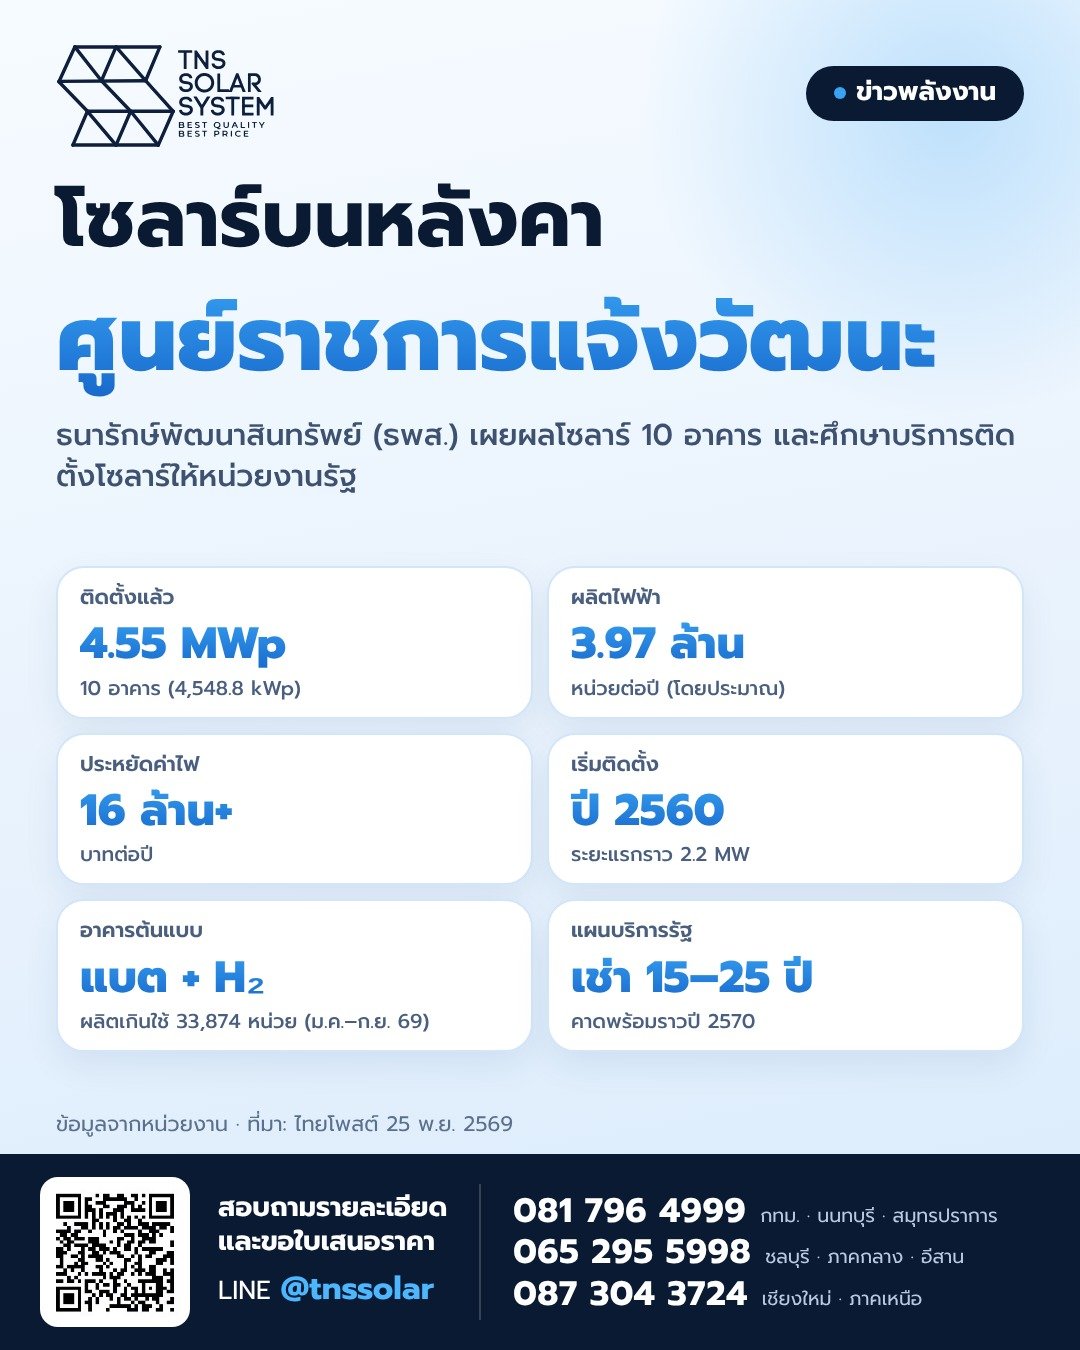 TNS
SOLAR
SYSTEM
BEST QUALITY
BEST PRICE
ข่าวพลังงาน
โซลาร์บนหลังคา
ศูนย์ราชการแจ้งวัฒนะ
ธนารักษ์พัฒนาสินทรัพย์ (ธพส.) เผยผลโซลาร์ 10 อาคาร และศึกษาบริการติด
ตั้งโซลาร์ให้หน่วยงานรัฐ
ติดตั้งแล้ว
4.55 MWp
10 อาคาร (4,548.8 kWp)
ผลิตไฟฟ้า
3.97 ล้าน
หน่วยต่อปี (โดยประมาณ)
ประหยัดค่าไฟ
16 ล้าน+
บาทต่อปี
เริ่มติดตั้ง
ปี 2560
ระยะแรกราว 2.2 MW
อาคารต้นแบบ
แบต + H₂
ผลิตเกินใช้ 33,874 หน่วย (ม.ค.–ก.ย. 69)
แผนบริการรัฐ
เช่า 15–25 ปี
คาดพร้อมราวปี 2570
ข้อมูลจากหน่วยงาน · ที่มา: ไทยโพสต์ 25 พ.ย. 2569
สอบถามรายละเอียด
และขอใบเสนอราคา
LINE @tnssolar
081 796 4999 กทม. · นนทบุรี · สมุทรปราการ
065 295 5998 ชลบุรี · ภาคกลาง · อีสาน
087 304 3724 เชียงใหม่ · ภาคเหนือ